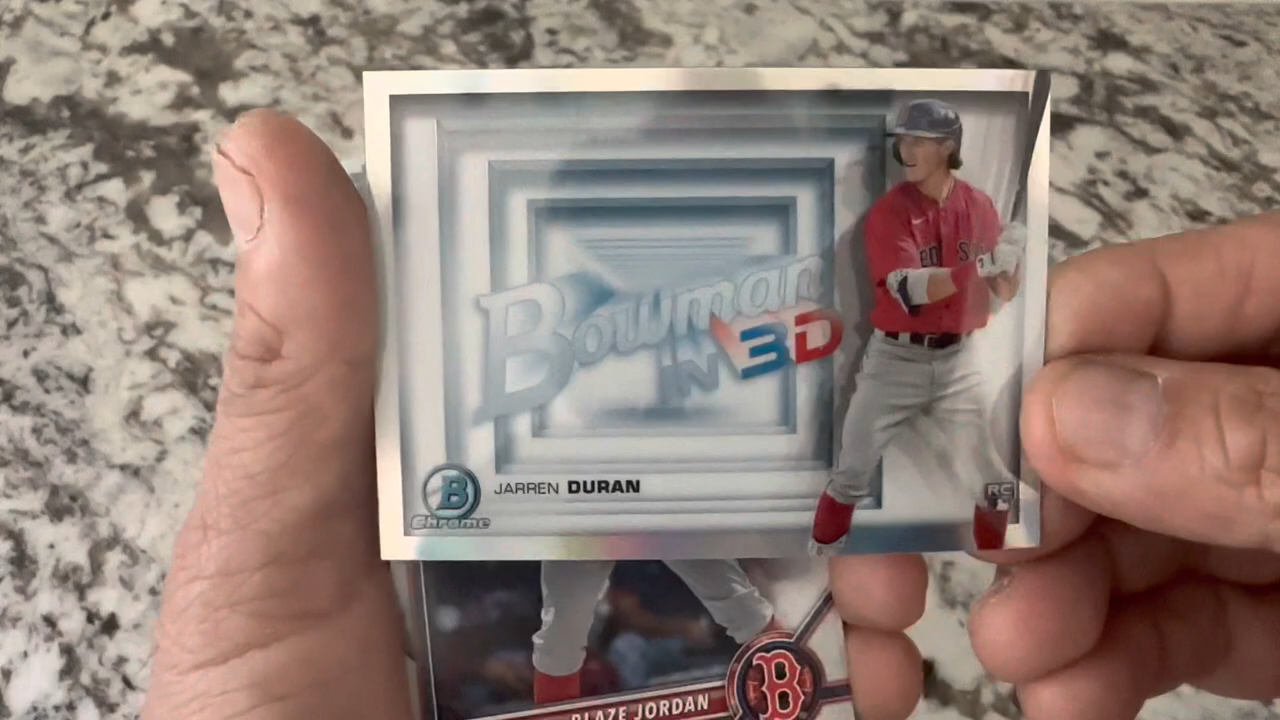 Bowman
IN 3D
JARREN DURAN
B
Chrome
RC
B
BLAZE JORDAN